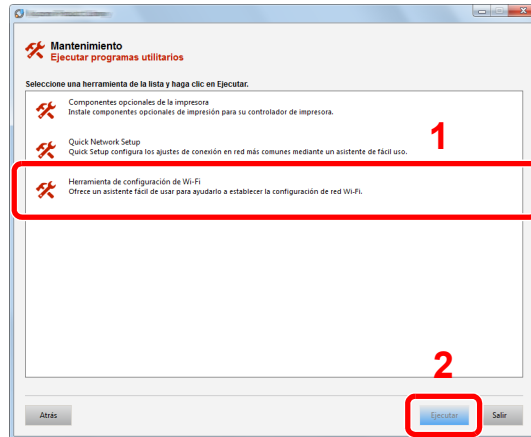 Mantenimiento
Ejecutar programas utilitarios
Seleccione una herramienta de la lista y haga clic en Ejecutar.
Componentes opcionales de la impresora
Instale componentes opcionales de impresión para su controlador de impresora.
1
Quick Network Setup
Quick Setup configura los ajustes de conexión en red más comunes mediante un asistente de fácil uso.
Herramienta de configuración de Wi-Fi
Ofrece un asistente fácil de usar para ayudarlo a establecer la configuración de red Wi-Fi.
2
Atrás
Ejecutar
Salir